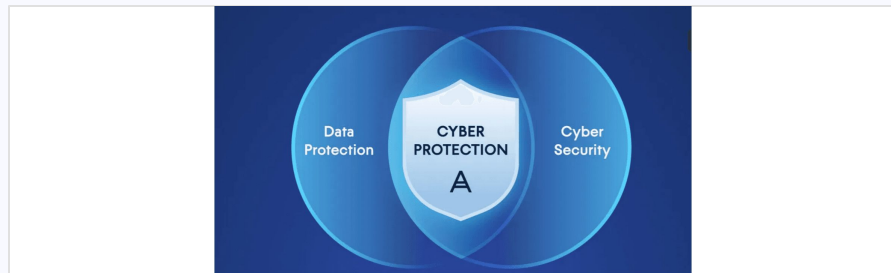 Data
Protection
CYBER
PROTECTION
A
Cyber
Security